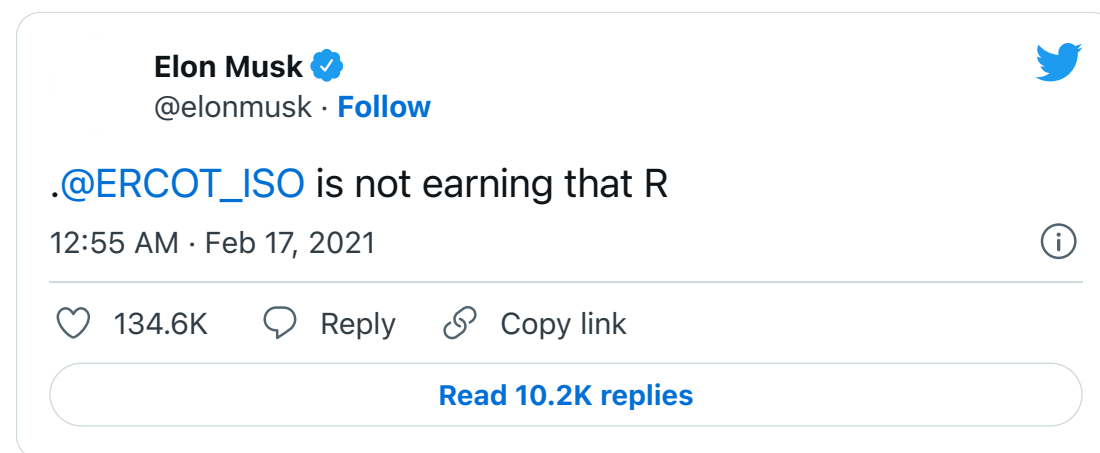 Elon Musk
@elonmusk · Follow
.@ERCOT_ISO is not earning that R
12:55 AM · Feb 17, 2021
134.6K Reply Copy link
Read 10.2K replies